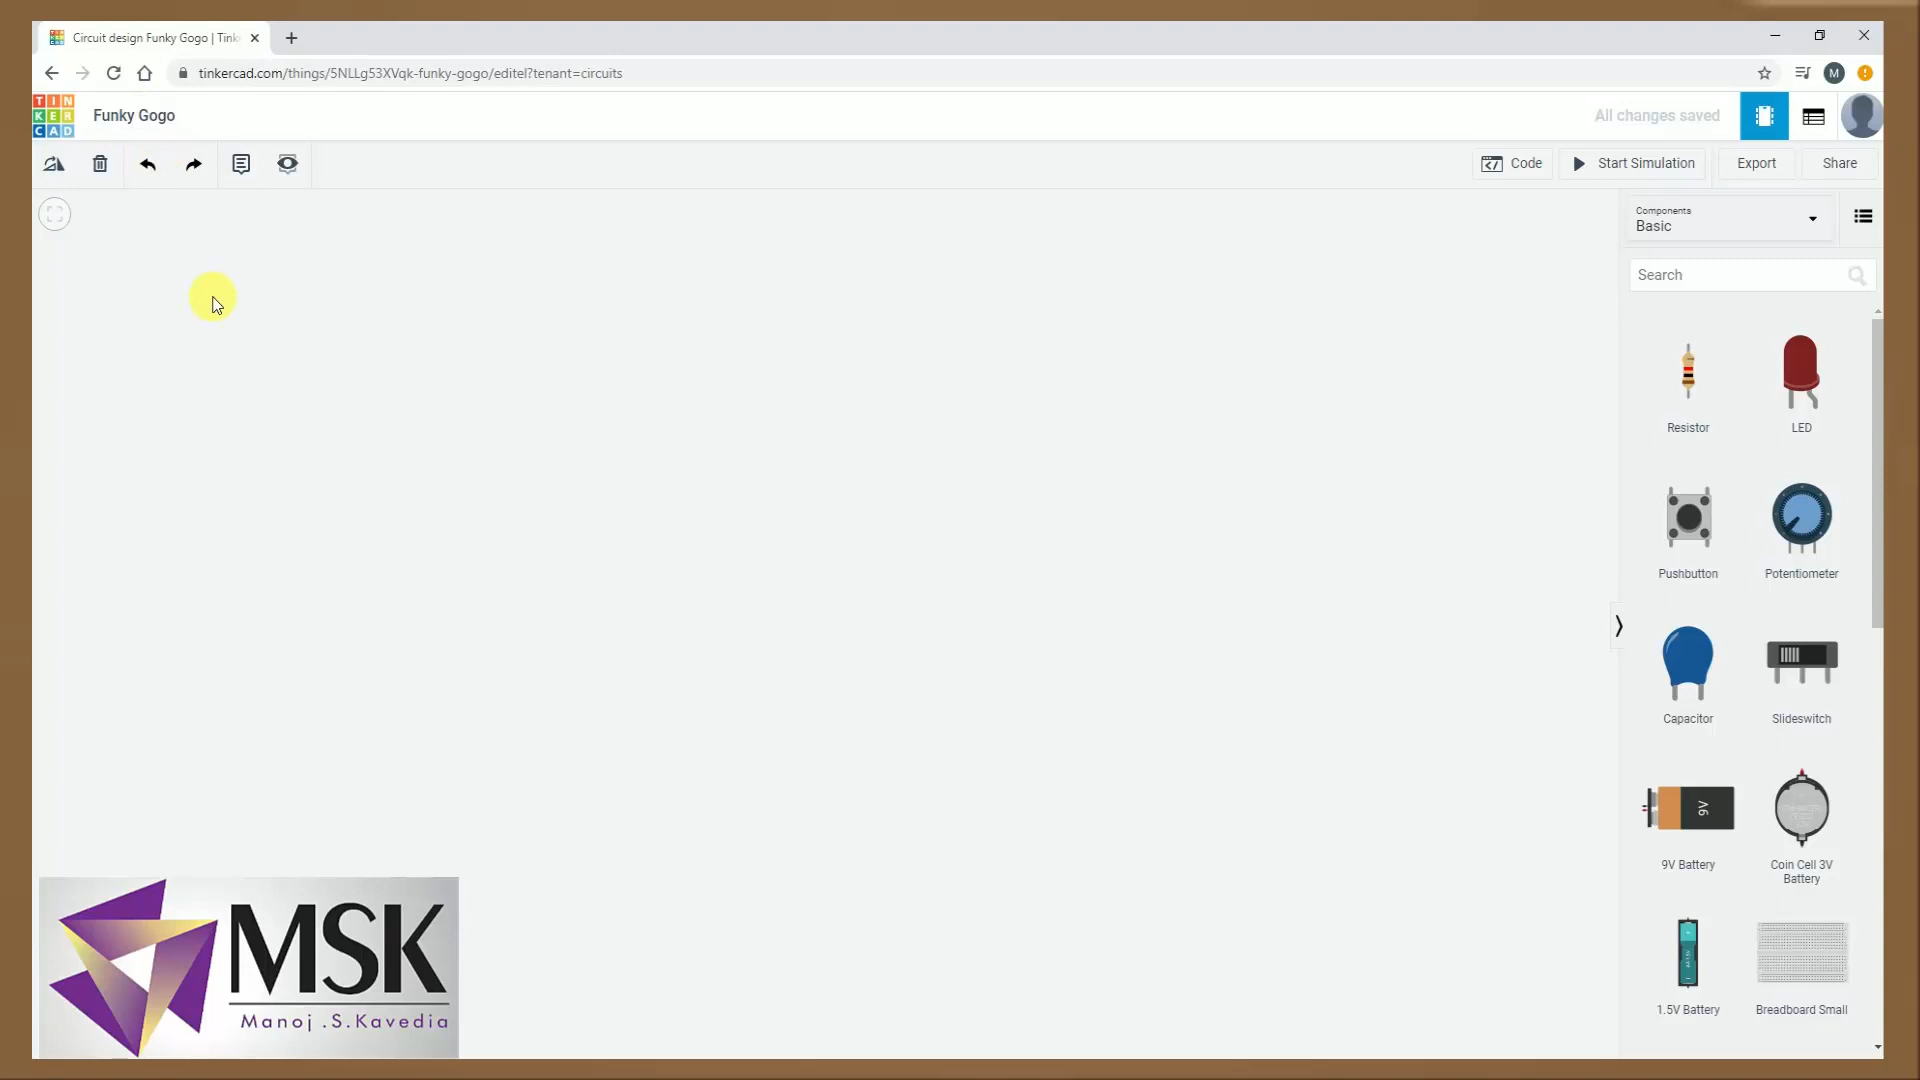 Circuit design Funky Gogo | Tink
tinkercad.com/things/5NLLg53XVqk-funky-gogo/editel?tenant=circuits
M
TIN
KER
CAD
Funky Gogo
All changes saved
Code
Start Simulation
Export
Share
Components
Basic
Search
Resistor
LED
Pushbutton
Potentiometer
Capacitor
Slideswitch
9V
9V Battery
Coin Cell 3V
Battery
1.5V Battery
Breadboard Small
MSK
Manoj .S.Kavedia